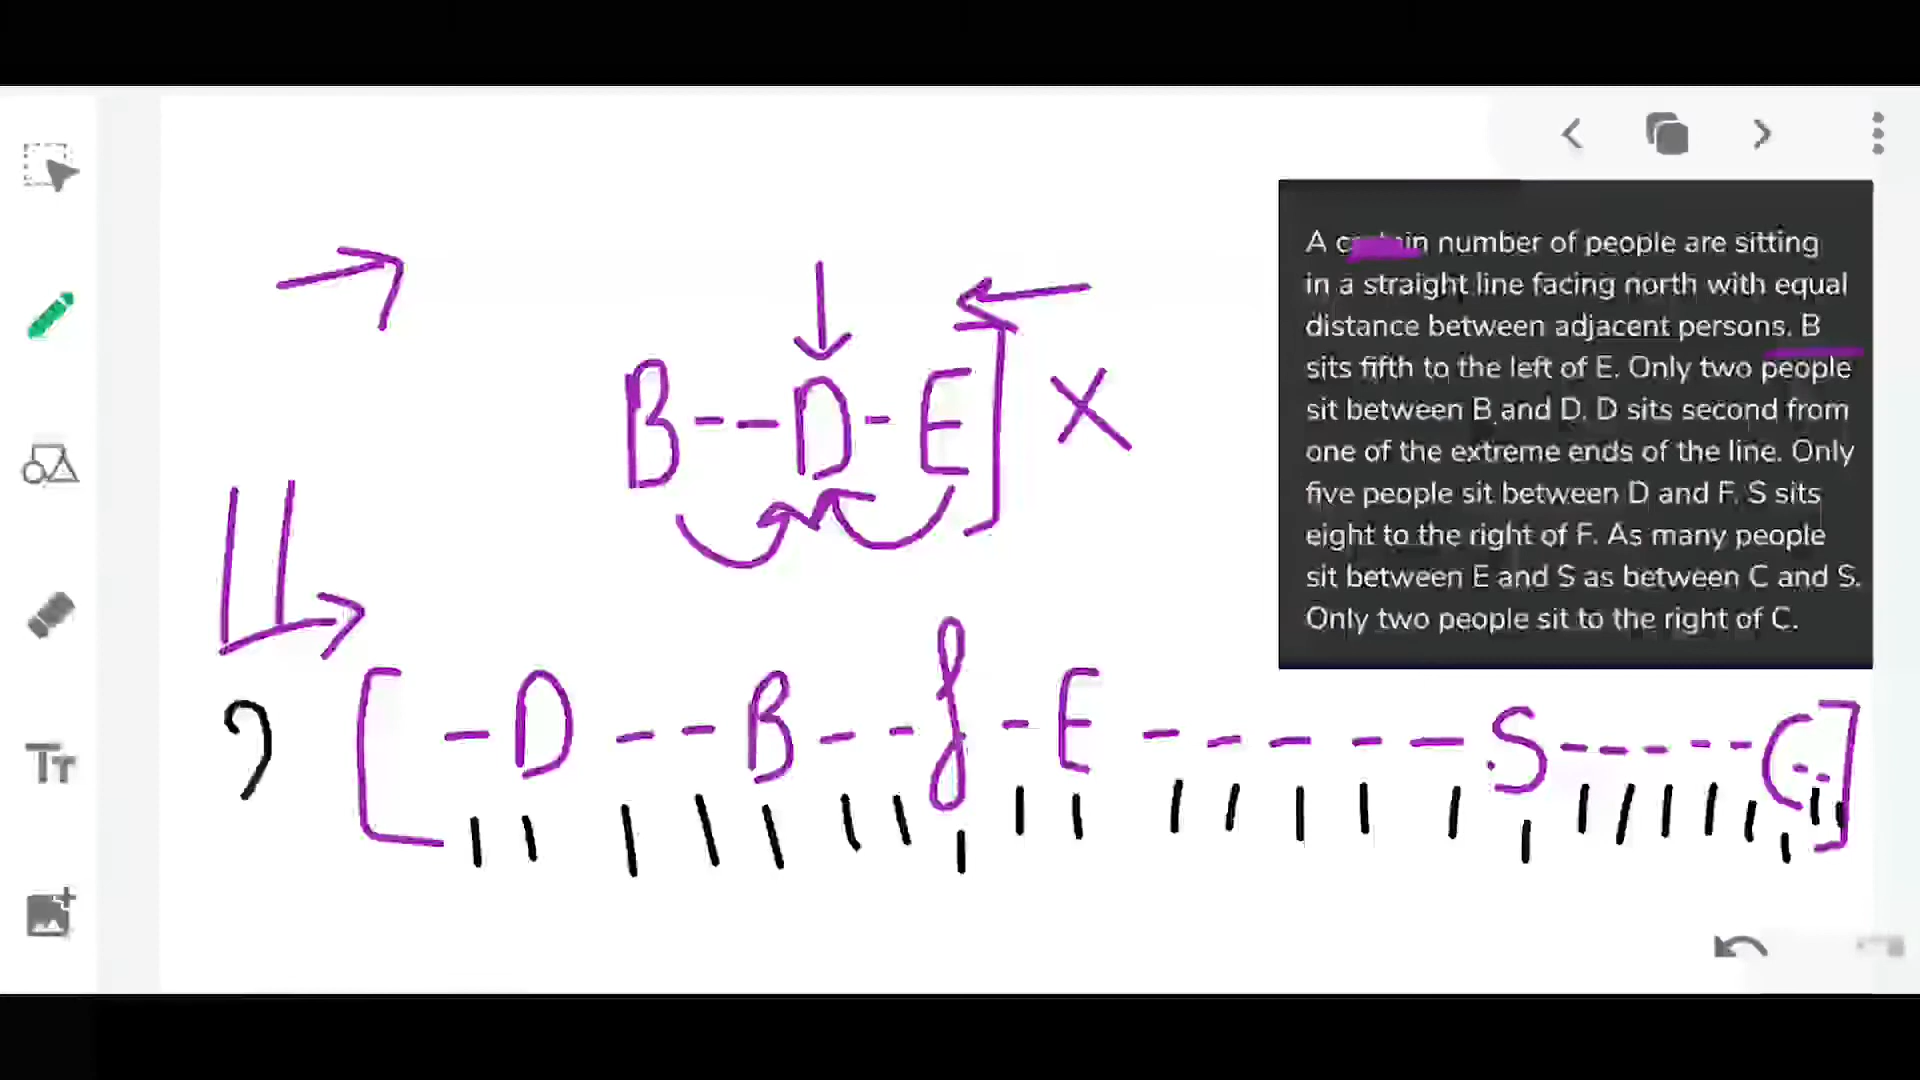 A certain number of people are sitting
in a straight line facing north with equal
distance between adjacent persons. B
sits fifth to the left of E. Only two people
sit between B and D. D sits second from
one of the extreme ends of the line. Only
five people sit between D and F. S sits
eight to the right of F. As many people
sit between E and S as between C and S.
Only two people sit to the right of C.
B - - D - E ] X
[ - D - - B - - f - E - - - - - S - - - - - C - - ]
Tr